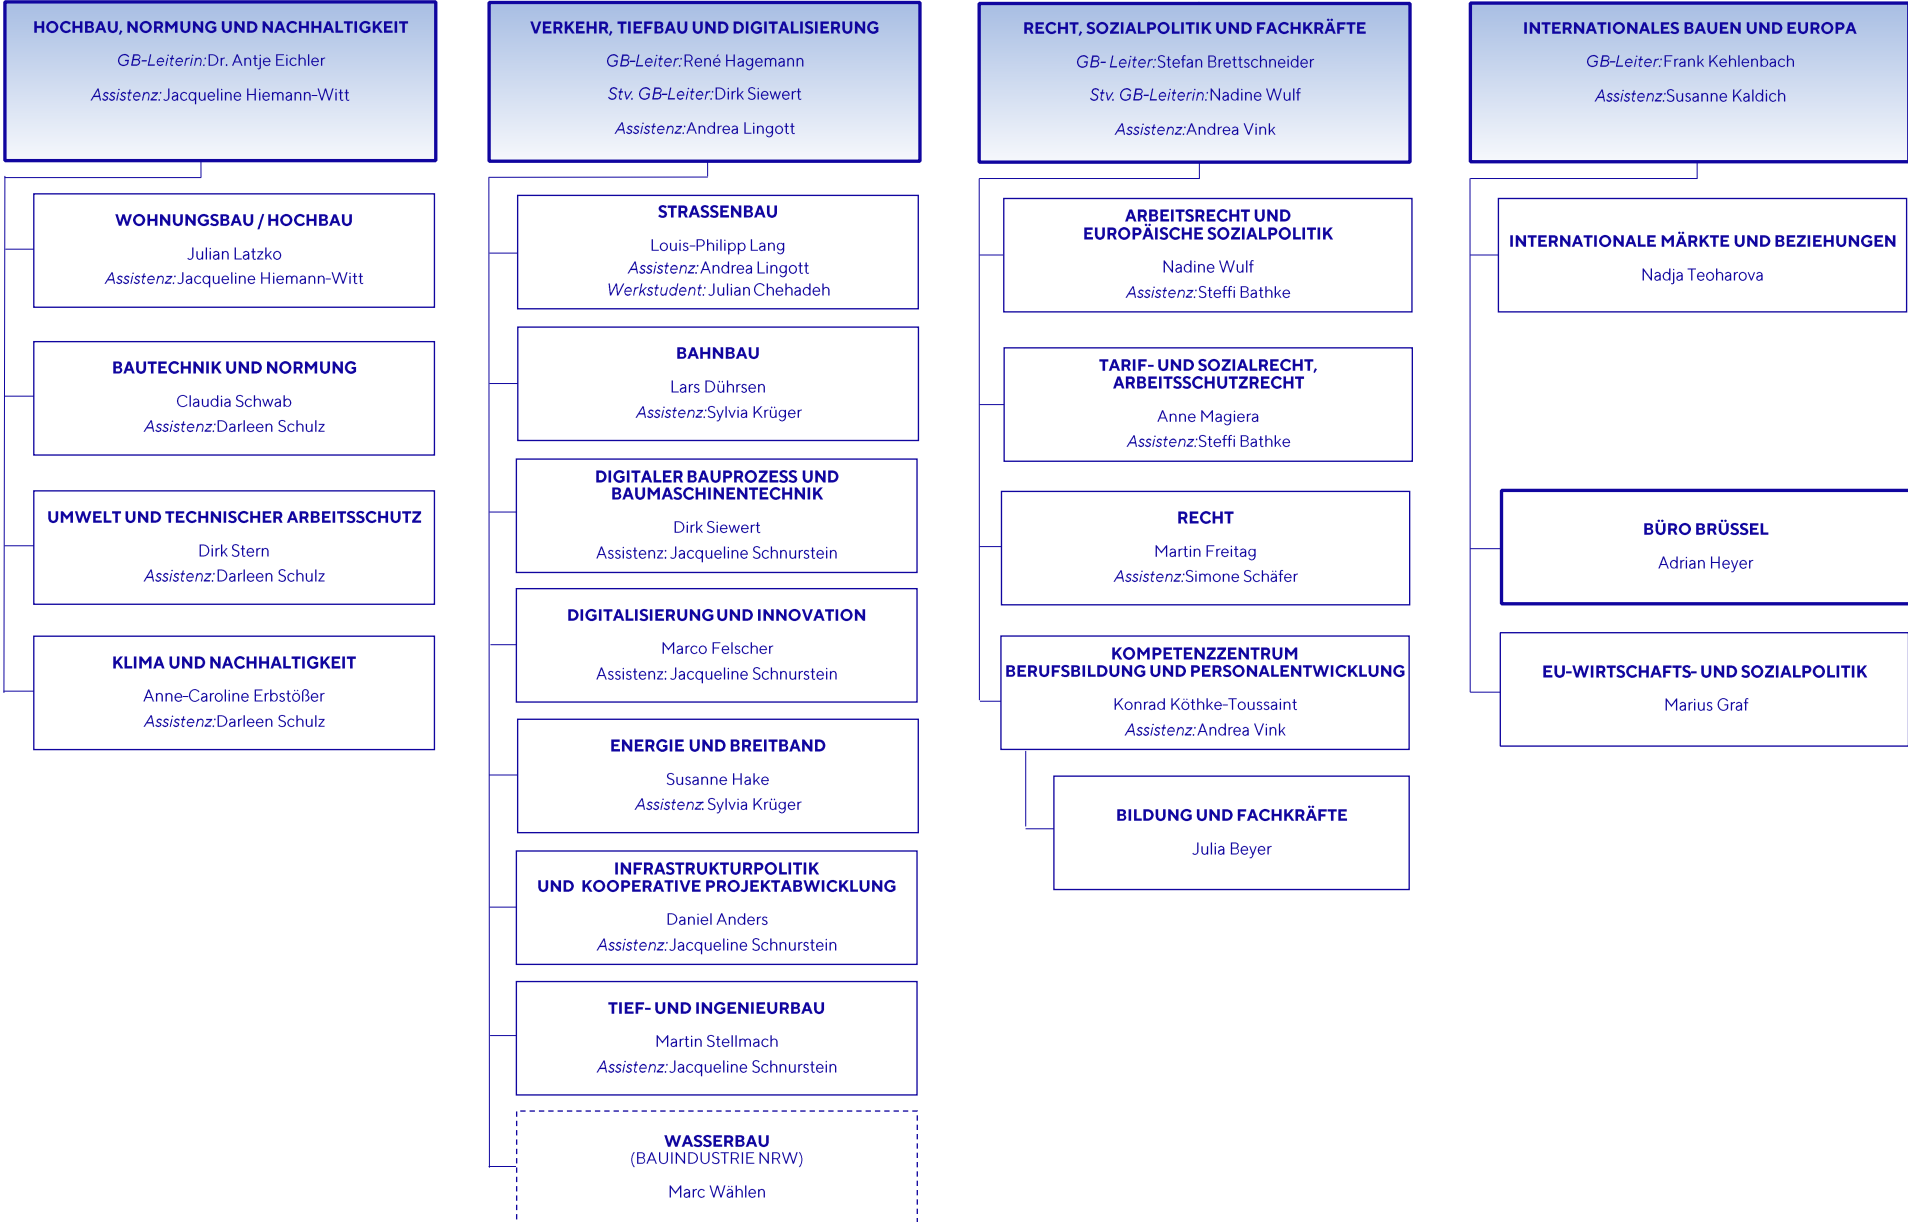 HOCHBAU, NORMUNG UND NACHHALTIGKEIT
GB-Leiterin:Dr. Antje Eichler
Assistenz:Jacqueline Hiemann-Witt
WOHNUNGSBAU / HOCHBAU
Julian Latzko
Assistenz:Jacqueline Hiemann-Witt
BAUTECHNIK UND NORMUNG
Claudia Schwab
Assistenz:Darleen Schulz
UMWELT UND TECHNISCHER ARBEITSSCHUTZ
Dirk Stern
Assistenz:Darleen Schulz
KLIMA UND NACHHALTIGKEIT
Anne-Caroline Erbstößer
Assistenz:Darleen Schulz
VERKEHR, TIEFBAU UND DIGITALISIERUNG
GB-Leiter:René Hagemann
Stv. GB-Leiter:Dirk Siewert
Assistenz:Andrea Lingott
STRASSENBAU
Louis-Philipp Lang
Assistenz:Andrea Lingott
Werkstudent: Julian Chehadeh
BAHNBAU
Lars Dührsen
Assistenz:Sylvia Krüger
DIGITALER BAUPROZESS UND
BAUMASCHINENTECHNIK
Dirk Siewert
Assistenz: Jacqueline Schnurstein
DIGITALISIERUNG UND INNOVATION
Marco Felscher
Assistenz: Jacqueline Schnurstein
ENERGIE UND BREITBAND
Susanne Hake
Assistenz: Sylvia Krüger
INFRASTRUKTURPOLITIK
UND KOOPERATIVE PROJEKTABWICKLUNG
Daniel Anders
Assistenz:Jacqueline Schnurstein
TIEF- UND INGENIEURBAU
Martin Stellmach
Assistenz:Jacqueline Schnurstein
WASSERBAU
(BAUINDUSTRIE NRW)
Marc Wählen
RECHT, SOZIALPOLITIK UND FACHKRÄFTE
GB- Leiter:Stefan Brettschneider
Stv. GB-Leiterin:Nadine Wulf
Assistenz:Andrea Vink
ARBEITSRECHT UND
EUROPÄISCHE SOZIALPOLITIK
Nadine Wulf
Assistenz:Steffi Bathke
TARIF- UND SOZIALRECHT,
ARBEITSSCHUTZRECHT
Anne Magiera
Assistenz:Steffi Bathke
RECHT
Martin Freitag
Assistenz:Simone Schäfer
KOMPETENZZENTRUM
BERUFSBILDUNG UND PERSONALENTWICKLUNG
Konrad Köthke-Toussaint
Assistenz:Andrea Vink
BILDUNG UND FACHKRÄFTE
Julia Beyer
INTERNATIONALES BAUEN UND EUROPA
GB-Leiter:Frank Kehlenbach
Assistenz:Susanne Kaldich
INTERNATIONALE MÄRKTE UND BEZIEHUNGEN
Nadja Teoharova
BÜRO BRÜSSEL
Adrian Heyer
EU-WIRTSCHAFTS- UND SOZIALPOLITIK
Marius Graf